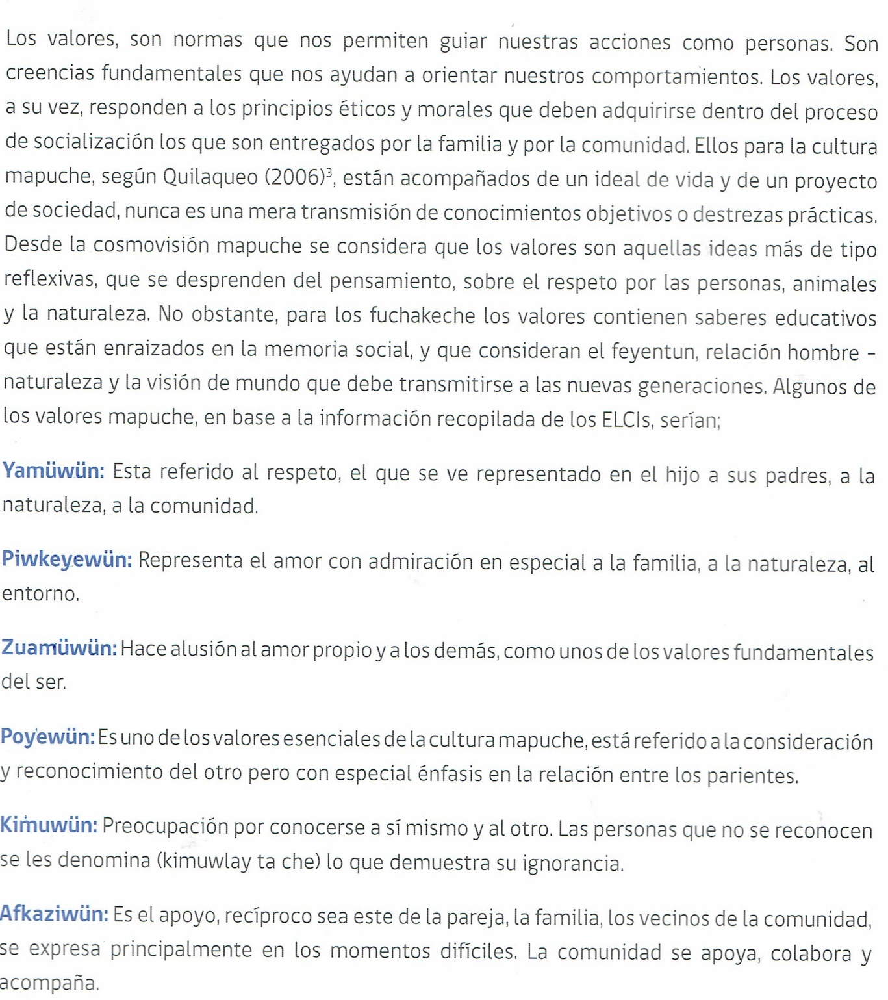 Los valores, son normas que nos permiten guiar nuestras acciones como personas. Son
creencias fundamentales que nos ayudan a orientar nuestros comportamientos. Los valores,
a su vez, responden a los principios éticos y morales que deben adquirirse dentro del proceso
de socialización los que son entregados por la familia y por la comunidad. Ellos para la cultura
mapuche, según Quilaqueo (2006)³, están acompañados de un ideal de vida y de un proyecto
de sociedad, nunca es una mera transmisión de conocimientos objetivos o destrezas prácticas.
Desde la cosmovisión mapuche se considera que los valores son aquellas ideas más de tipo
reflexivas, que se desprenden del pensamiento, sobre el respeto por las personas, animales
y la naturaleza. No obstante, para los fuchakeche los valores contienen saberes educativos
que están enraizados en la memoria social, y que consideran el feyentun, relación hombre –
naturaleza y la visión de mundo que debe transmitirse a las nuevas generaciones. Algunos de
los valores mapuche, en base a la información recopilada de los ELCIs, serían;
Yamüwün: Esta referido al respeto, el que se ve representado en el hijo a sus padres, a la
naturaleza, a la comunidad.
Piwkeyewün: Representa el amor con admiración en especial a la familia, a la naturaleza, al
entorno.
Zuamüwün: Hace alusión al amor propio y a los demás, como unos de los valores fundamentales
del ser.
Poyewün: Es uno de los valores esenciales de la cultura mapuche, está referido a la consideración
y reconocimiento del otro pero con especial énfasis en la relación entre los parientes.
Kimuwün: Preocupación por conocerse a sí mismo y al otro. Las personas que no se reconocen
se les denomina (kimuwlay ta che) lo que demuestra su ignorancia.
Afkaziwün: Es el apoyo, recíproco sea este de la pareja, la familia, los vecinos de la comunidad,
se expresa principalmente en los momentos difíciles. La comunidad se apoya, colabora y
acompaña.